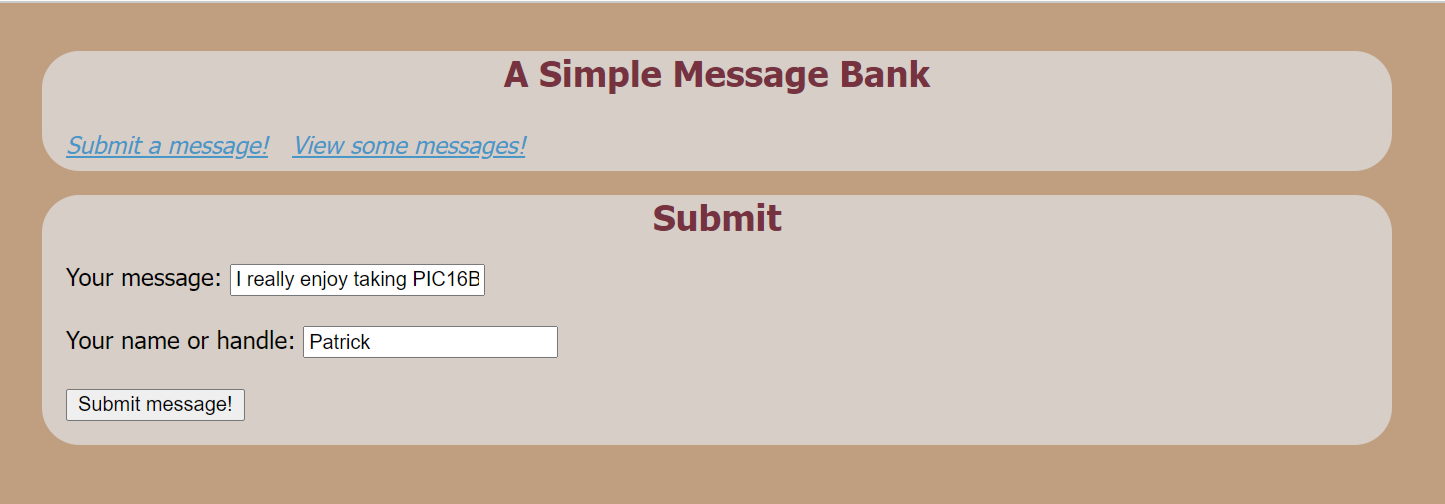 A Simple Message Bank
Submit a message! View some messages!
Submit
Your message: I really enjoy taking PIC16B
Your name or handle: Patrick
Submit message!